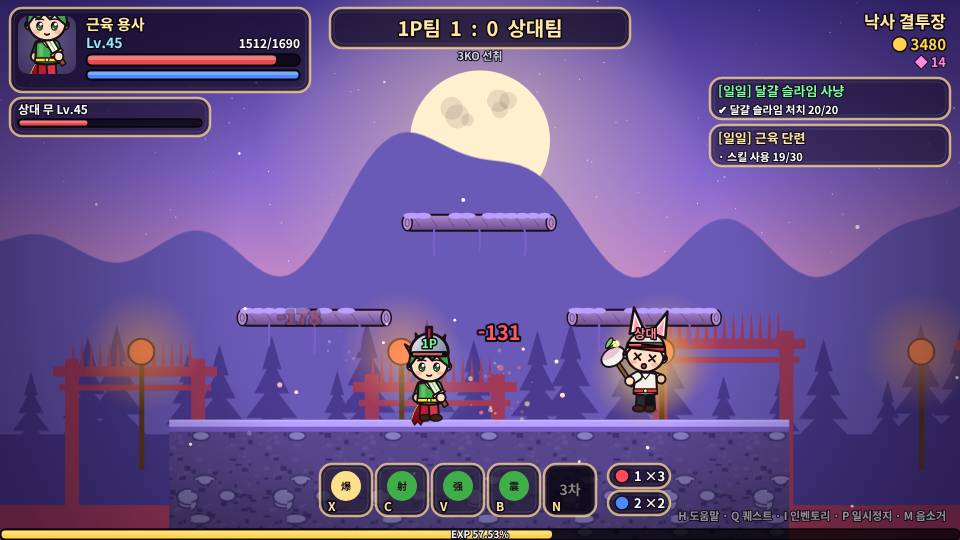 근육 용사
Lv.45
1512/1690
상대 무 Lv.45
1P팀 1 : 0 상대팀
3KO 선취
낙사 결투장
3480
14
[일일] 달걀 슬라임 사냥
✔ 달걀 슬라임 처치 20/20
[일일] 근육 단련
· 스킬 사용 19/30
-178
-131
1P
상대
爆
X
射
C
强
V
震
B
3차
N
1 ×3
2 ×2
H 도움말 · Q 퀘스트 · I 인벤토리 · P 일시정지 · M 음소거
EXP 57.53%